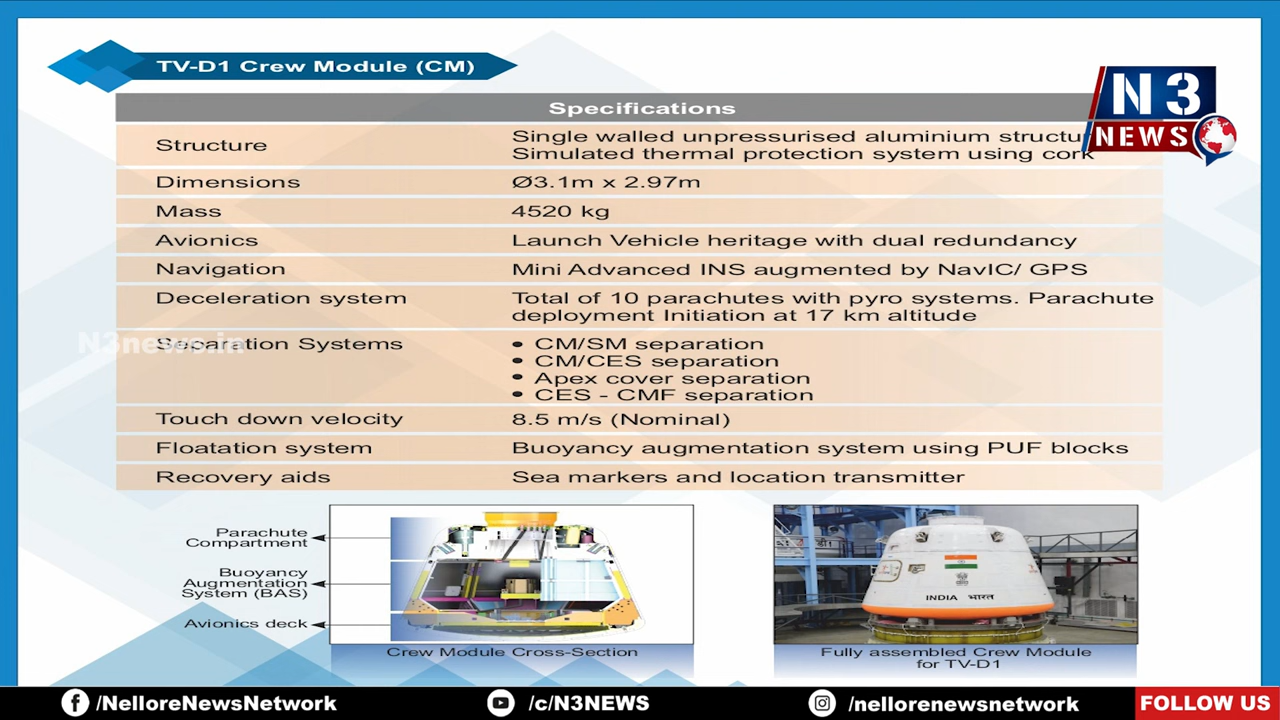 TV-D1 Crew Module (CM)
N3
NEWS
Specifications
Structure
Single walled unpressurised aluminium structu
Simulated thermal protection system using cork
Dimensions
Ø3.1m x 2.97m
Mass
4520 kg
Avionics
Launch Vehicle heritage with dual redundancy
Navigation
Mini Advanced INS augmented by NavIC/ GPS
Deceleration system
Total of 10 parachutes with pyro systems. Parachute
deployment Initiation at 17 km altitude
N3news.in
Separation Systems
• CM/SM separation
• CM/CES separation
• Apex cover separation
• CES - CMF separation
Touch down velocity
8.5 m/s (Nominal)
Floatation system
Buoyancy augmentation system using PUF blocks
Recovery aids
Sea markers and location transmitter
Parachute
Compartment
Buoyancy
Augmentation
System (BAS)
Avionics deck
Crew Module Cross-Section
INDIA भारत
Fully assembled Crew Module
for TV-D1
/NelloreNewsNetwork
/c/N3NEWS
/nellorenewsnetwork
FOLLOW US